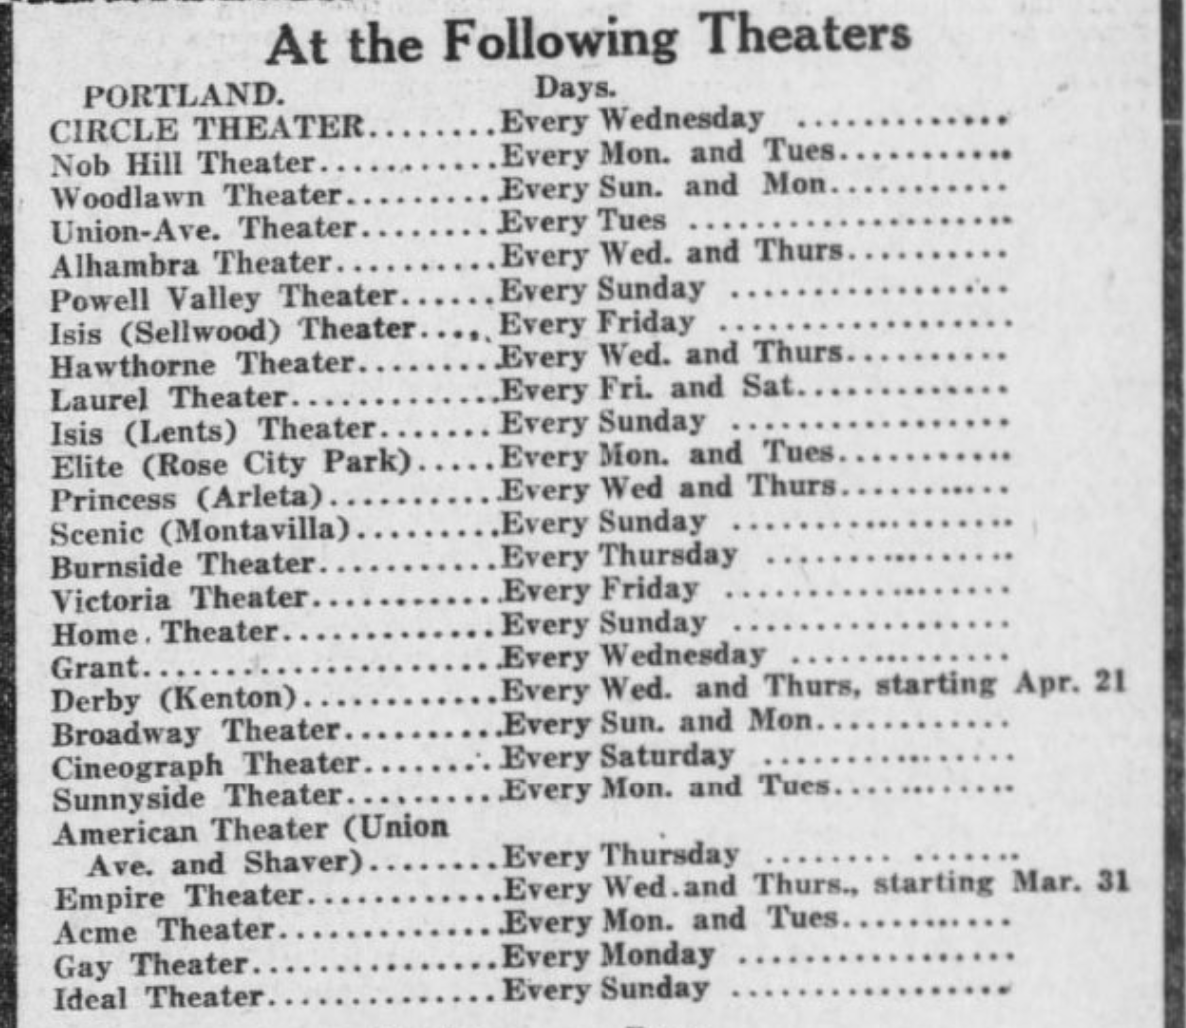 At the Following Theaters
PORTLAND. Days.
CIRCLE THEATER........Every Wednesday .............
Nob Hill Theater............Every Mon. and Tues...........
Woodlawn Theater..........Every Sun. and Mon...........
Union-Ave. Theater.........Every Tues ...................
Alhambra Theater..........Every Wed. and Thurs..........
Powell Valley Theater......Every Sunday .................
Isis (Sellwood) Theater.....Every Friday ..................
Hawthorne Theater.........Every Wed. and Thurs..........
Laurel Theater.............Every Fri. and Sat.............
Isis (Lents) Theater.......Every Sunday .................
Elite (Rose City Park).....Every Mon. and Tues...........
Princess (Arleta)...........Every Wed and Thurs...........
Scenic (Montavilla).........Every Sunday .................
Burnside Theater...........Every Thursday ...............
Victoria Theater............Every Friday .................
Home Theater.............Every Sunday .................
Grant......................Every Wednesday .............
Derby (Kenton)............Every Wed. and Thurs, starting Apr. 21
Broadway Theater..........Every Sun. and Mon............
Cineograph Theater........Every Saturday ...............
Sunnyside Theater..........Every Mon. and Tues............
American Theater (Union
Ave. and Shaver)........Every Thursday ........ .......
Empire Theater............Every Wed.and Thurs., starting Mar. 31
Acme Theater..............Every Mon. and Tues...........
Gay Theater...............Every Monday .................
Ideal Theater..............Every Sunday .................